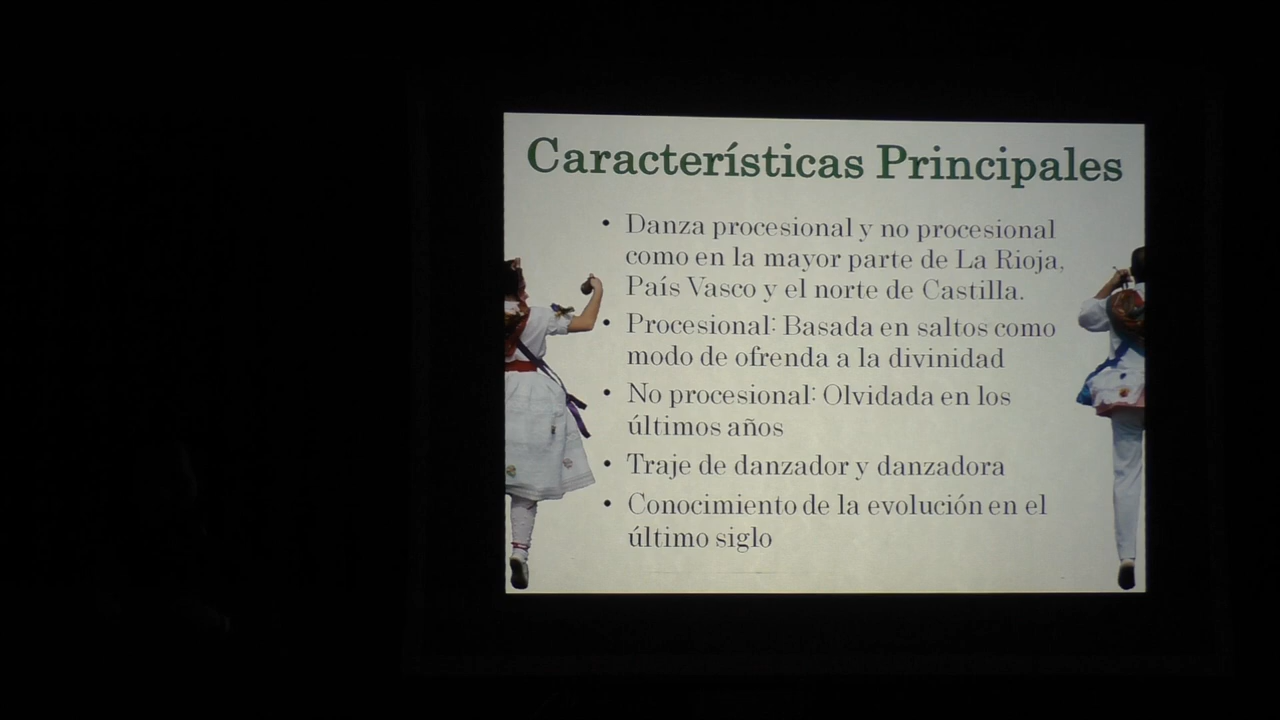 Características Principales
• Danza procesional y no procesional
como en la mayor parte de La Rioja,
País Vasco y el norte de Castilla.
• Procesional: Basada en saltos como
modo de ofrenda a la divinidad
• No procesional: Olvidada en los
últimos años
• Traje de danzador y danzadora
• Conocimiento de la evolución en el
último siglo